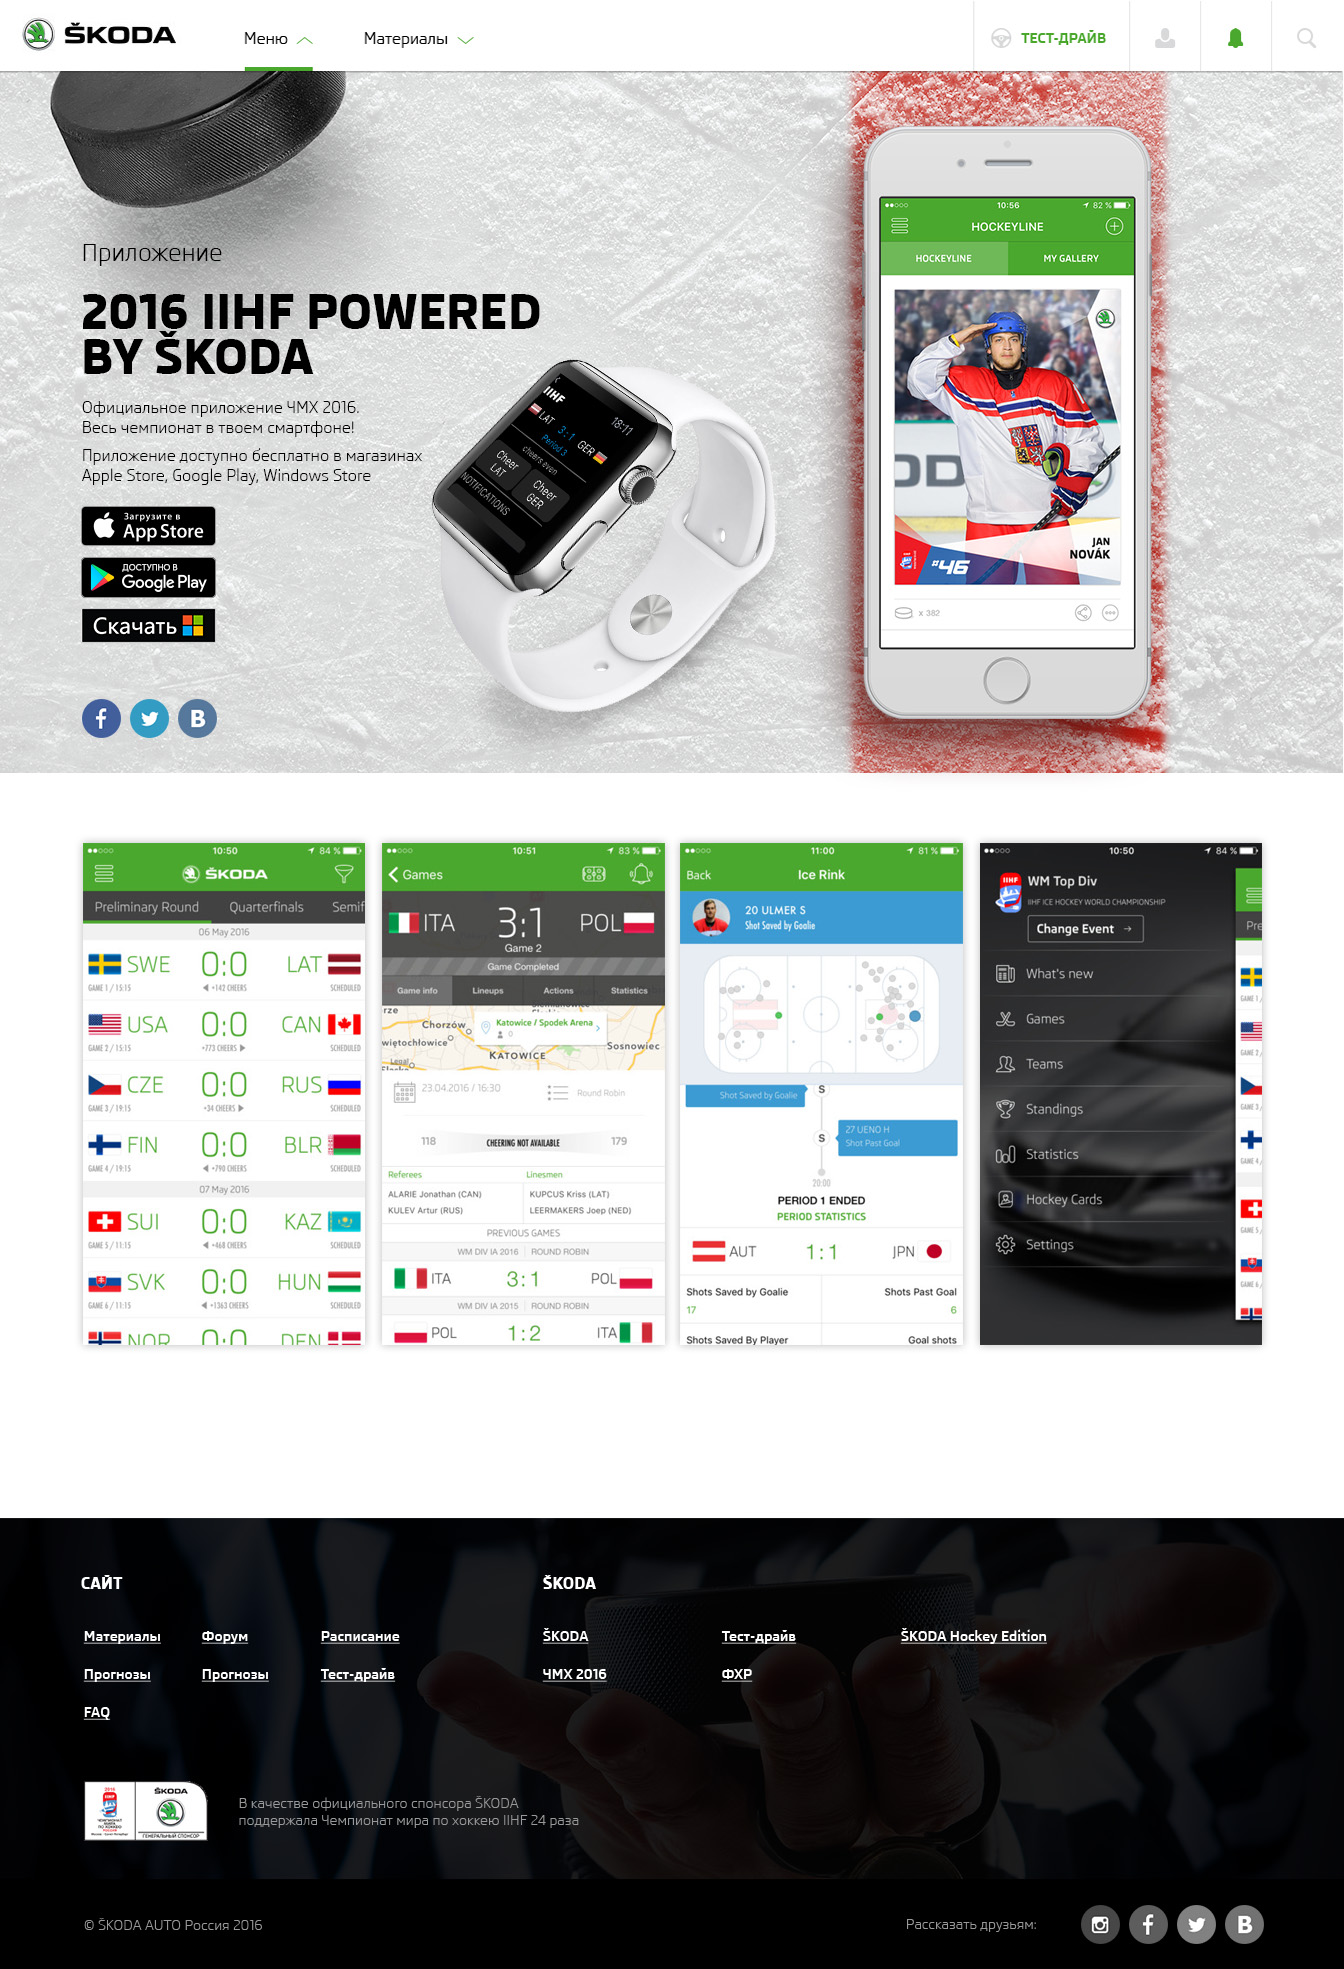 ŠKODA
Меню
Материалы
ТЕСТ-ДРАЙВ
Приложение
2016 IIHF POWERED
BY ŠKODA
Официальное приложение ЧМХ 2016.
Весь чемпионат в твоем смартфоне!
Приложение доступно бесплатно в магазинах
Apple Store, Google Play, Windows Store
Загрузите в
App Store
ДОСТУПНО В
Google Play
Скачать
IIHF
18:11
LAT 3:1 GER
Period 3
cheers even
Cheer LAT
Cheer GER
NOTIFICATIONS
10:56
82 %
HOCKEYLINE
HOCKEYLINE
MY GALLERY
JAN
NOVÁK
#46
x 382
10:50
84 %
ŠKODA
Preliminary Round
Quarterfinals
Semif
06 May 2016
SWE 0:0 LAT
GAME 1 / 15:15 +142 CHEERS SCHEDULED
USA 0:0 CAN
GAME 2 / 15:15 +773 CHEERS SCHEDULED
CZE 0:0 RUS
GAME 3 / 19:15 +34 CHEERS SCHEDULED
FIN 0:0 BLR
GAME 4 / 19:15 +790 CHEERS SCHEDULED
07 May 2016
SUI 0:0 KAZ
GAME 5 / 11:15 +468 CHEERS SCHEDULED
SVK 0:0 HUN
GAME 6 / 11:15 +1363 CHEERS SCHEDULED
NOR 0:0 DEN
10:51
83 %
Games
ITA 3:1 POL
Game 2
Game Completed
Game info
Lineups
Actions
Statistics
Chorzów
Katowice / Spodek Arena
0
więtochłowice
KATOWICE
Sosnowiec
23.04.2016 / 16:30
Round Robin
118 CHEERING NOT AVAILABLE 179
Referees
Linesmen
ALARIE Jonathan (CAN)
KUPCUS Kriss (LAT)
KULEV Artur (RUS)
LEERMAKERS Joep (NED)
PREVIOUS GAMES
WM DIV IA 2016 | ROUND ROBIN
ITA 3:1 POL
WM DIV IA 2015 | ROUND ROBIN
POL 1:2 ITA
11:00
81 %
Back
Ice Rink
20 ULMER S
Shot Saved by Goalie
Shot Saved by Goalie
S
27 UENO H
S
Shot Past Goal
20:00
PERIOD 1 ENDED
PERIOD STATISTICS
AUT 1:1 JPN
Shots Saved by Goalie
Shots Past Goal
17
6
Shots Saved By Player
Goal shots
10:50
84 %
WM Top Div
IIHF ICE HOCKEY WORLD CHAMPIONSHIP
Change Event →
What's new
Games
Teams
Standings
Statistics
Hockey Cards
Settings
Pre
САЙТ
ŠKODA
Материалы
Форум
Расписание
ŠKODA
Тест-драйв
ŠKODA Hockey Edition
Прогнозы
Прогнозы
Тест-драйв
ЧМХ 2016
ФХР
FAQ
ŠKODA
ГЕНЕРАЛЬНЫЙ СПОНСОР
В качестве официального спонсора ŠKODA
поддержала Чемпионат мира по хоккею IIHF 24 раза
© ŠKODA AUTO Россия 2016
Рассказать друзьям: